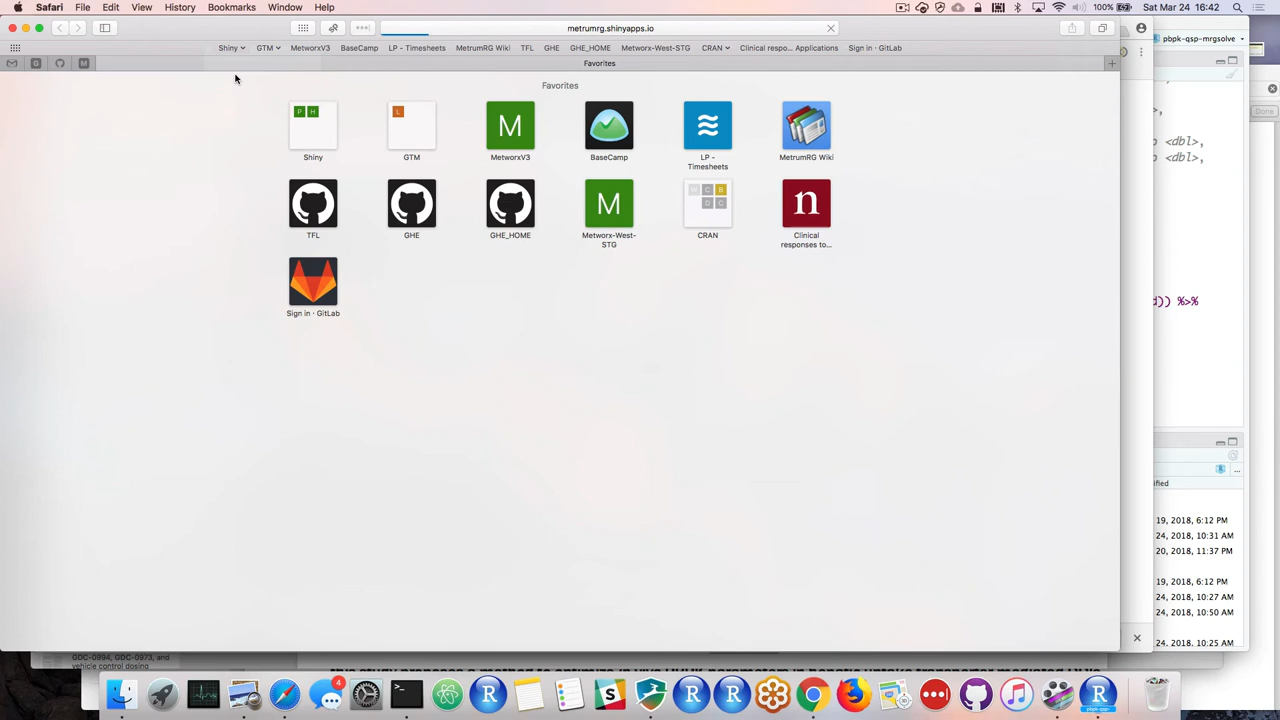 Safari File Edit View History Bookmarks Window Help 100% Sat Mar 24 16:42
metrumrg.shinyapps.io
pbpk-qsp-mrgsolve
Shiny GTM MetworxV3 BaseCamp LP - Timesheets MetrumRG Wiki TFL GHE GHE_HOME Metworx-West-STG CRAN Clinical respo... Applications Sign in · GitLab
G M Favorites
Favorites
P H
L
M
Done
Shiny GTM MetworxV3 BaseCamp LP - Timesheets MetrumRG Wiki
p <dbl>,
p <dbl>,
M
W C B
D C
n
TFL GHE GHE_HOME Metworx-West-STG CRAN Clinical responses to...
Sign in · GitLab
d)) %>%
ified
19, 2018, 6:12 PM
24, 2018, 10:31 AM
20, 2018, 11:37 PM
19, 2018, 6:12 PM
24, 2018, 10:27 AM
24, 2018, 10:50 AM
24, 2018, 10:25 AM
GDC-0994, GDC-0973, and
vehicle control dosing
4
R S R R R
pbpk-qsp-